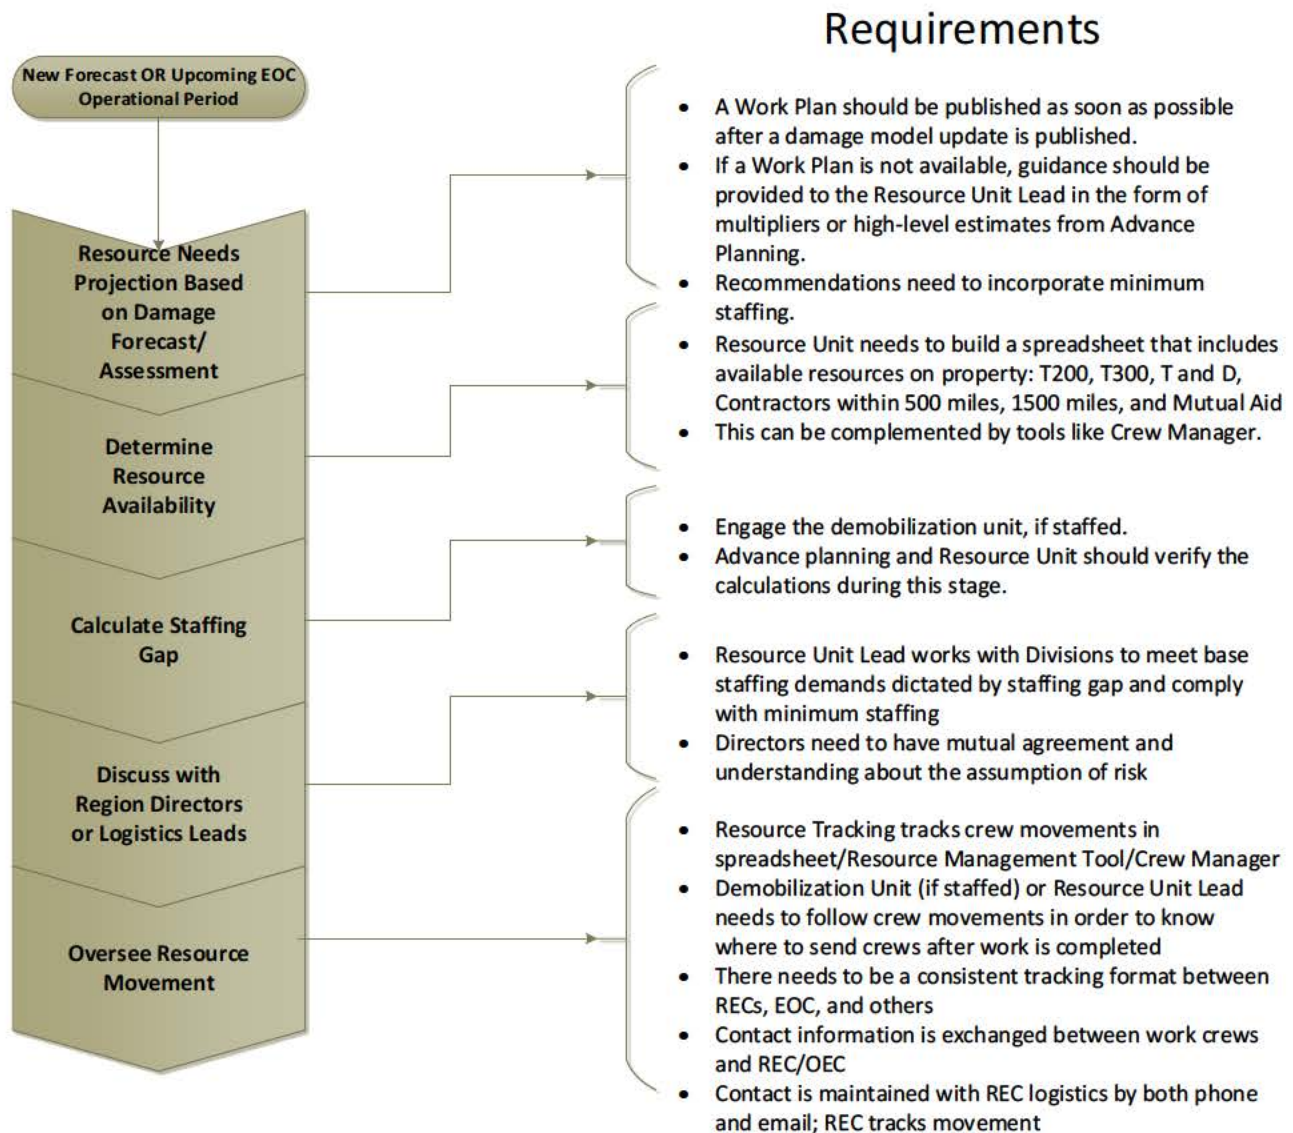 Requirements
New Forecast OR Upcoming EOC
Operational Period
Resource Needs
Projection Based
on Damage
Forecast/
Assessment
Determine
Resource
Availability
Calculate Staffing
Gap
Discuss with
Region Directors
or Logistics Leads
Oversee Resource
Movement
• A Work Plan should be published as soon as possible
after a damage model update is published.
• If a Work Plan is not available, guidance should be
provided to the Resource Unit Lead in the form of
multipliers or high-level estimates from Advance
Planning.
• Recommendations need to incorporate minimum
staffing.
• Resource Unit needs to build a spreadsheet that includes
available resources on property: T200, T300, T and D,
Contractors within 500 miles, 1500 miles, and Mutual Aid
• This can be complemented by tools like Crew Manager.
• Engage the demobilization unit, if staffed.
• Advance planning and Resource Unit should verify the
calculations during this stage.
• Resource Unit Lead works with Divisions to meet base
staffing demands dictated by staffing gap and comply
with minimum staffing
• Directors need to have mutual agreement and
understanding about the assumption of risk
• Resource Tracking tracks crew movements in
spreadsheet/Resource Management Tool/Crew Manager
• Demobilization Unit (if staffed) or Resource Unit Lead
needs to follow crew movements in order to know
where to send crews after work is completed
• There needs to be a consistent tracking format between
RECs, EOC, and others
• Contact information is exchanged between work crews
and REC/OEC
• Contact is maintained with REC logistics by both phone
and email; REC tracks movement